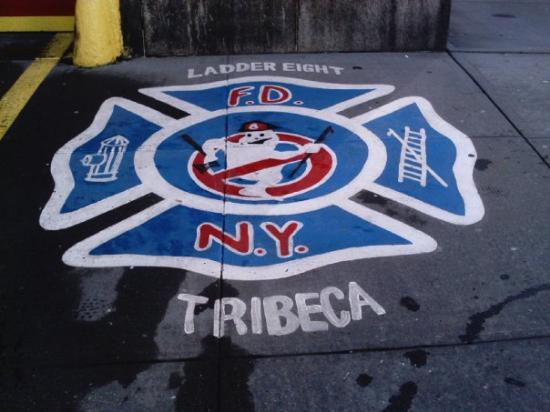 LADDER EIGHT
F.D.
N.Y.
TRIBECA